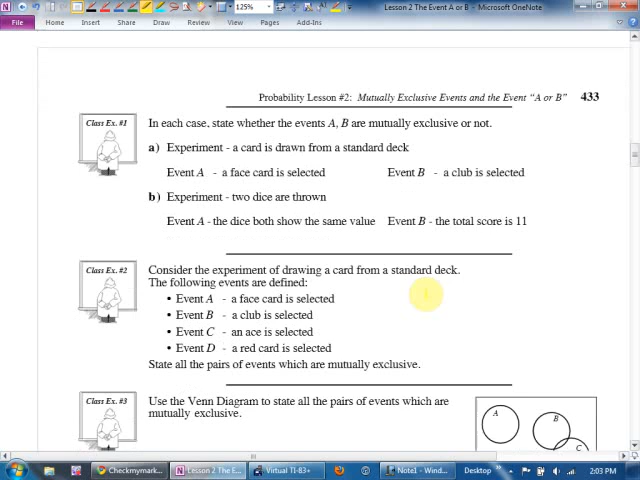 Lesson 2 The Event A or B - Microsoft OneNote
125%
File Home Insert Share Draw Review View Pages Add-Ins
Probability Lesson #2: Mutually Exclusive Events and the Event "A or B" 433
Class Ex. #1
In each case, state whether the events A, B are mutually exclusive or not.
a) Experiment - a card is drawn from a standard deck
Event A - a face card is selected Event B - a club is selected
b) Experiment - two dice are thrown
Event A - the dice both show the same value Event B - the total score is 11
Class Ex. #2
Consider the experiment of drawing a card from a standard deck.
The following events are defined:
• Event A - a face card is selected
• Event B - a club is selected
• Event C - an ace is selected
• Event D - a red card is selected
State all the pairs of events which are mutually exclusive.
Class Ex. #3
Use the Venn Diagram to state all the pairs of events which are
mutually exclusive.
A
B
C
Checkmymark... Lesson 2 The E... Virtual TI-83+ Note1 - Wind... Desktop » 2:03 PM